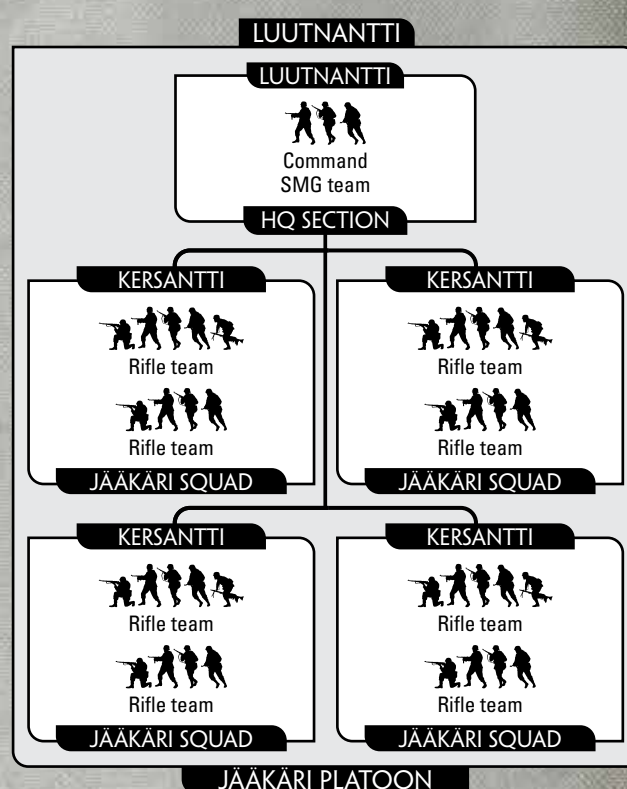 LUUTNANTTI
LUUTNANTTI
Command
SMG team
HQ SECTION
KERSANTTI
Rifle team
Rifle team
JÄÄKÄRI SQUAD
KERSANTTI
Rifle team
Rifle team
JÄÄKÄRI SQUAD
KERSANTTI
Rifle team
Rifle team
JÄÄKÄRI SQUAD
KERSANTTI
Rifle team
Rifle team
JÄÄKÄRI SQUAD
JÄÄKÄRI PLATOON